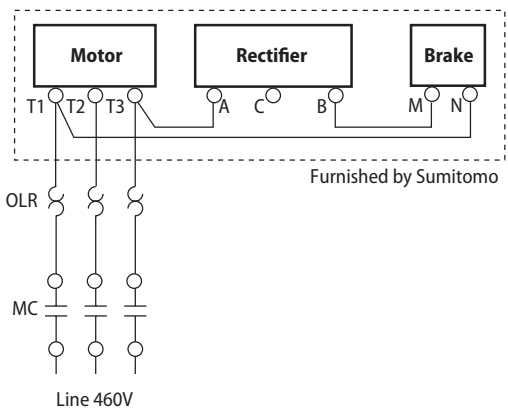 Motor Rectifier Brake
T1 T2 T3 A C B M N
Furnished by Sumitomo
OLR
MC
Line 460V